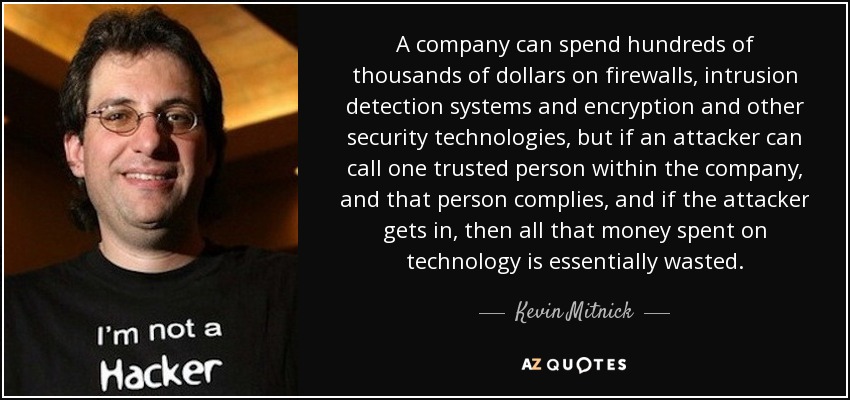 A company can spend hundreds of
thousands of dollars on firewalls, intrusion
detection systems and encryption and other
security technologies, but if an attacker can
call one trusted person within the company,
and that person complies, and if the attacker
gets in, then all that money spent on
technology is essentially wasted.
Kevin Mitnick
AZ QUOTES
I'm not a
Hacker